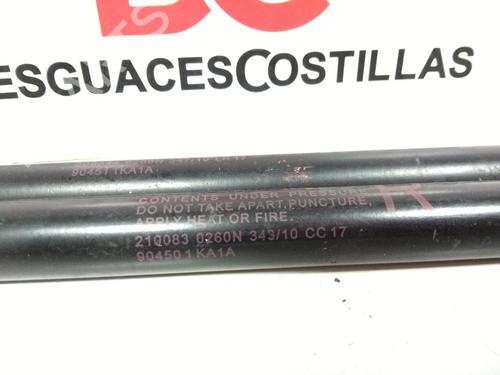 DC
ESGUACESCOSTILLAS
90451 1KA1A
CONTENTS UNDER PRESSURE
DO NOT TAKE APART, PUNCTURE,
APPLY HEAT OR FIRE.
210083 0260N 343/10 CC17
90450 1KA1A